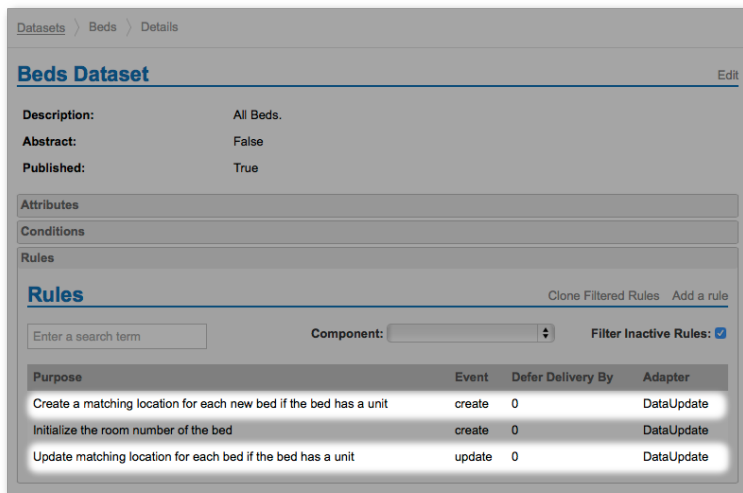 Datasets Beds Details
Beds Dataset Edit
Description: All Beds.
Abstract: False
Published: True
Attributes
Conditions
Rules
Rules Clone Filtered Rules Add a rule
Enter a search term Component: Filter Inactive Rules:
Purpose Event Defer Delivery By Adapter
Create a matching location for each new bed if the bed has a unit create 0 DataUpdate
Initialize the room number of the bed create 0 DataUpdate
Update matching location for each bed if the bed has a unit update 0 DataUpdate